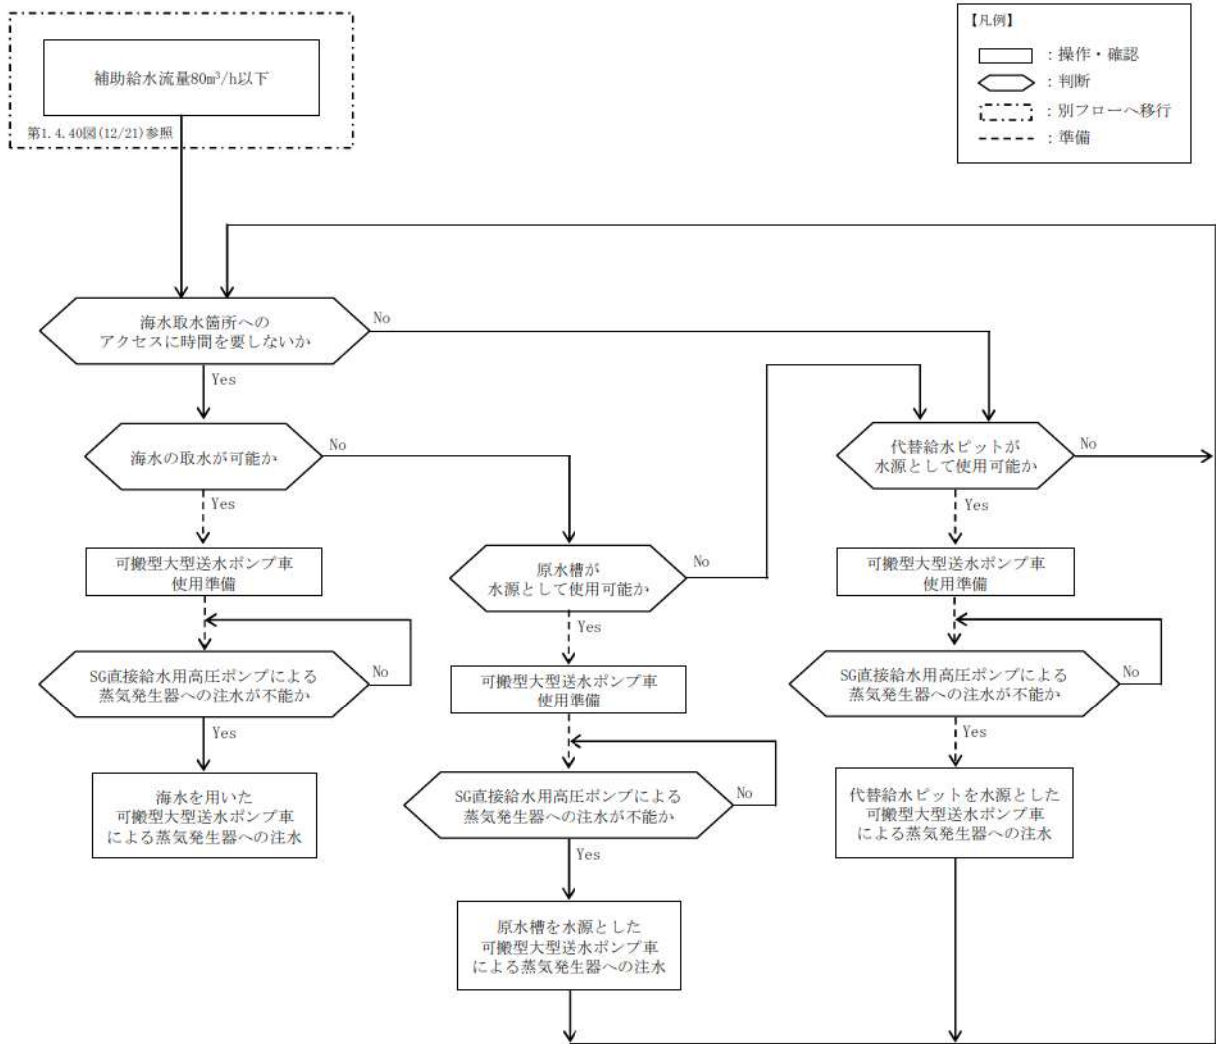 補助給水流量80m³/h以下
第1.4.40図(12/21)参照
【凡例】
：操作・確認
：判断
：別フローへ移行
：準備
海水取水箇所への
アクセスに時間を要しないか
No
Yes
海水の取水が可能か
No
Yes
代替給水ピットが
水源として使用可能か
No
Yes
可搬型大型送水ポンプ車
使用準備
原水槽が
水源として使用可能か
No
Yes
可搬型大型送水ポンプ車
使用準備
SG直接給水用高圧ポンプによる
蒸気発生器への注水が不能か
No
Yes
可搬型大型送水ポンプ車
使用準備
SG直接給水用高圧ポンプによる
蒸気発生器への注水が不能か
No
Yes
海水を用いた
可搬型大型送水ポンプ車
による蒸気発生器への注水
SG直接給水用高圧ポンプによる
蒸気発生器への注水が不能か
No
Yes
代替給水ピットを水源とした
可搬型大型送水ポンプ車
による蒸気発生器への注水
原水槽を水源とした
可搬型大型送水ポンプ車
による蒸気発生器への注水